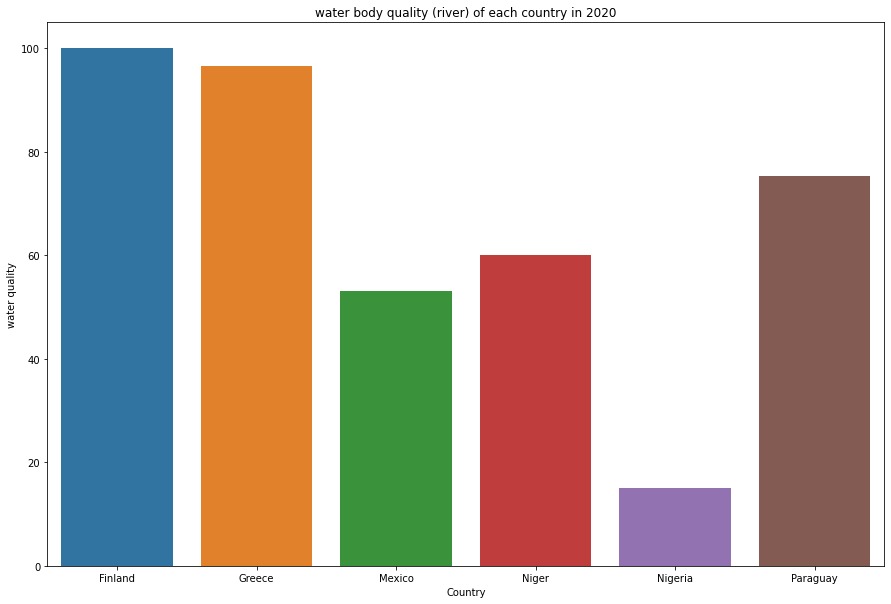 water body quality (river) of each country in 2020
water quality
100
80
60
40
20
0
Finland Greece Mexico Niger Nigeria Paraguay
Country